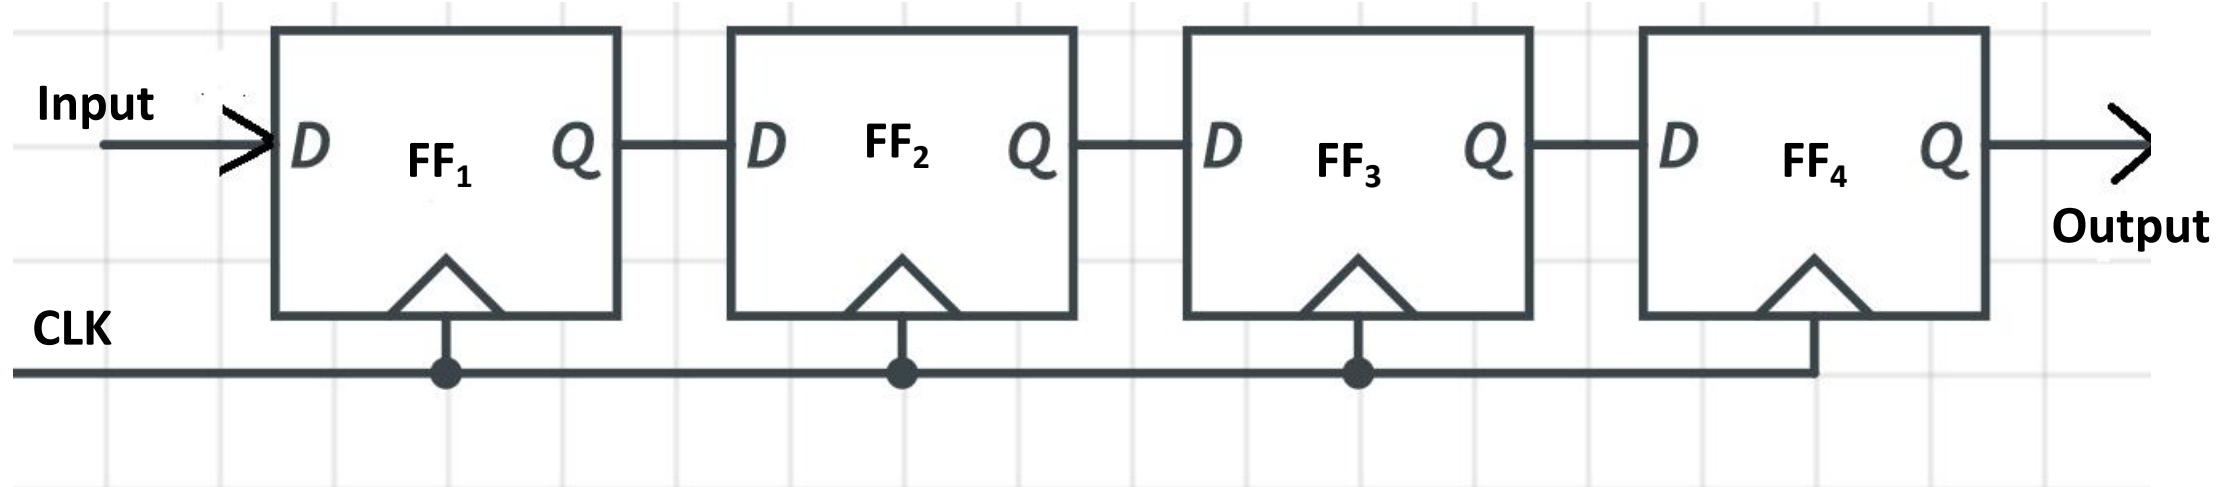 Input
D FF₁ Q
D FF₂ Q
D FF₃ Q
D FF₄ Q
Output
CLK